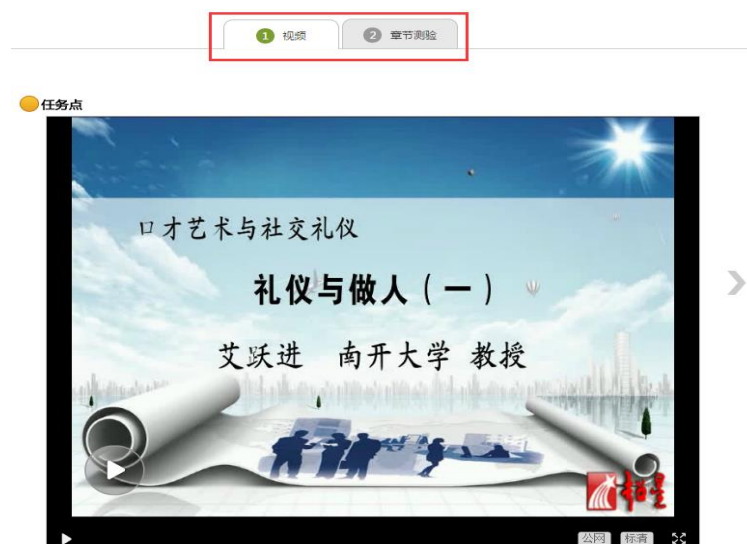 1 视频
2 章节测验
任务点
口才艺术与社交礼仪
礼仪与做人（一）
艾跃进 南开大学 教授
公网 标清